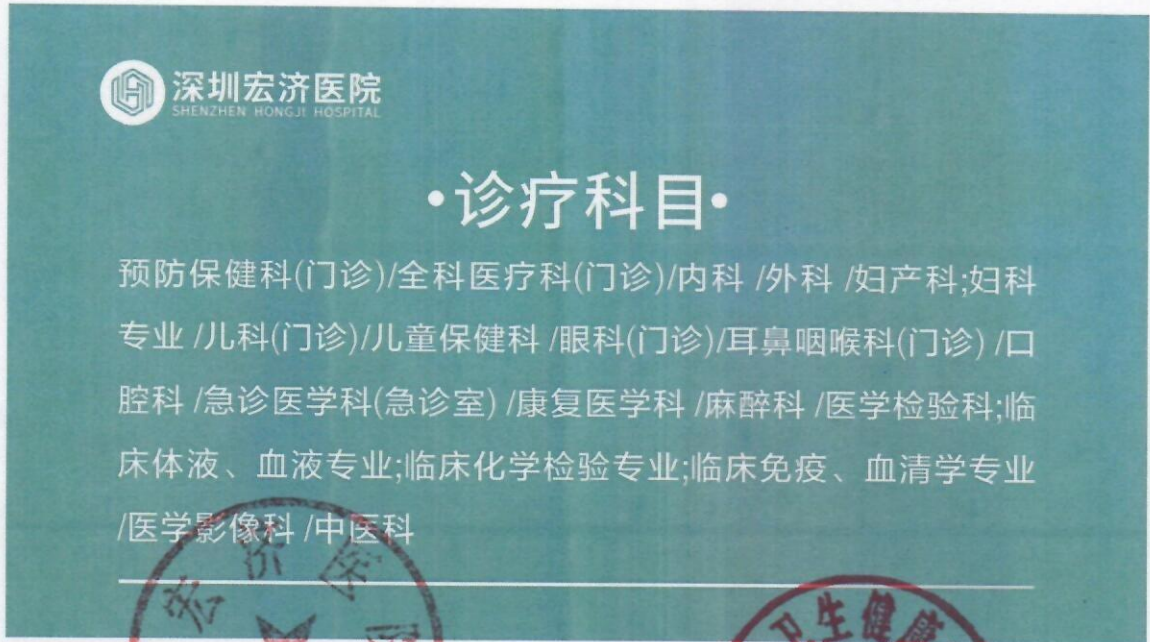 深圳宏济医院
SHENZHEN HONGJI HOSPITAL
•诊疗科目•
预防保健科(门诊)/全科医疗科(门诊)/内科 /外科 /妇产科;妇科
专业 /儿科(门诊)/儿童保健科 /眼科(门诊)/耳鼻咽喉科(门诊) /口
腔科 /急诊医学科(急诊室) /康复医学科 /麻醉科 /医学检验科;临
床体液、血液专业;临床化学检验专业;临床免疫、血清学专业
/医学影像科 /中医科
宏济医
卫生健康